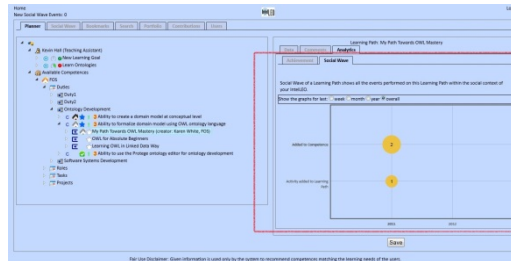 Home
New Social Wave Events: 0
Planner
Social Wave
Bookmarks
Search
Portfolio
Contributions
Users
Kevin Hall (Teaching Assistant)
New Learning Goal
Learn Ontologies
Available Competences
FOS
Duties
Duty1
Duty2
Ontology Development
Ability to create a domain model at conceptual level
Ability to formalise domain model using OWL ontology language
My Path Towards OWL Mastery (creator: Karen White, FOS)
OWL for Absolute Beginners
Learning OWL in Linked Data Way
Ability to use the Protege ontology editor for ontology development
Software Systems Development
Roles
Tasks
Projects
Learning Path: My Path Towards OWL Mastery
Comments
Analytics
Social Wave
Social Wave of a Learning Path shows all the events performed on this Learning Path within the social context of
your IntelLEO
Show the graphs for last: week month year overall
Added to Competence
2
Activity added to Learning
1
Save
Fair Use Disclaimer: Given information is used only by the system to recommend competences matching the learning needs of the users.